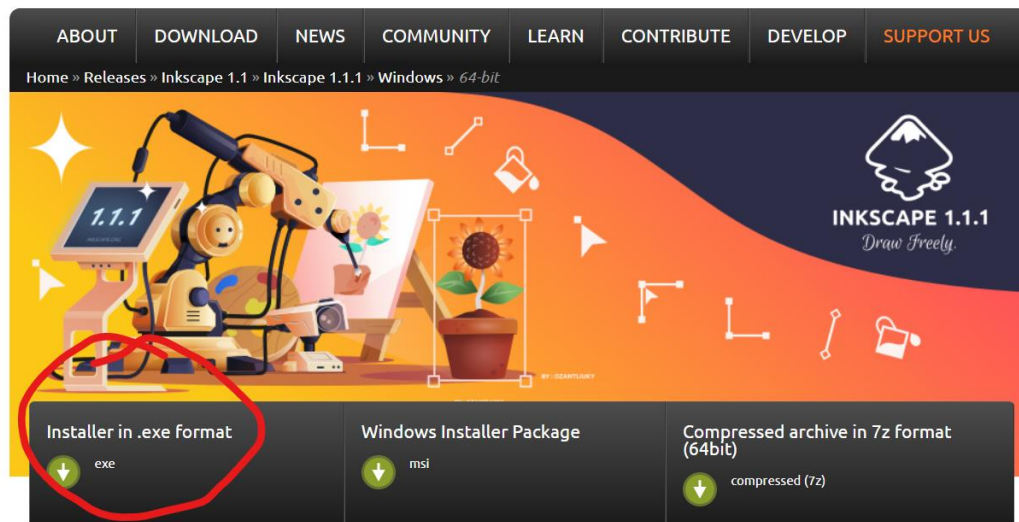 ABOUT DOWNLOAD NEWS COMMUNITY LEARN CONTRIBUTE DEVELOP SUPPORT US
Home » Releases » Inkscape 1.1 » Inkscape 1.1.1 » Windows » 64-bit
1.1.1
INKSCAPE 1.1.1
Draw Freely.
Installer in .exe format
exe
Windows Installer Package
msi
Compressed archive in 7z format
(64bit)
compressed (7z)